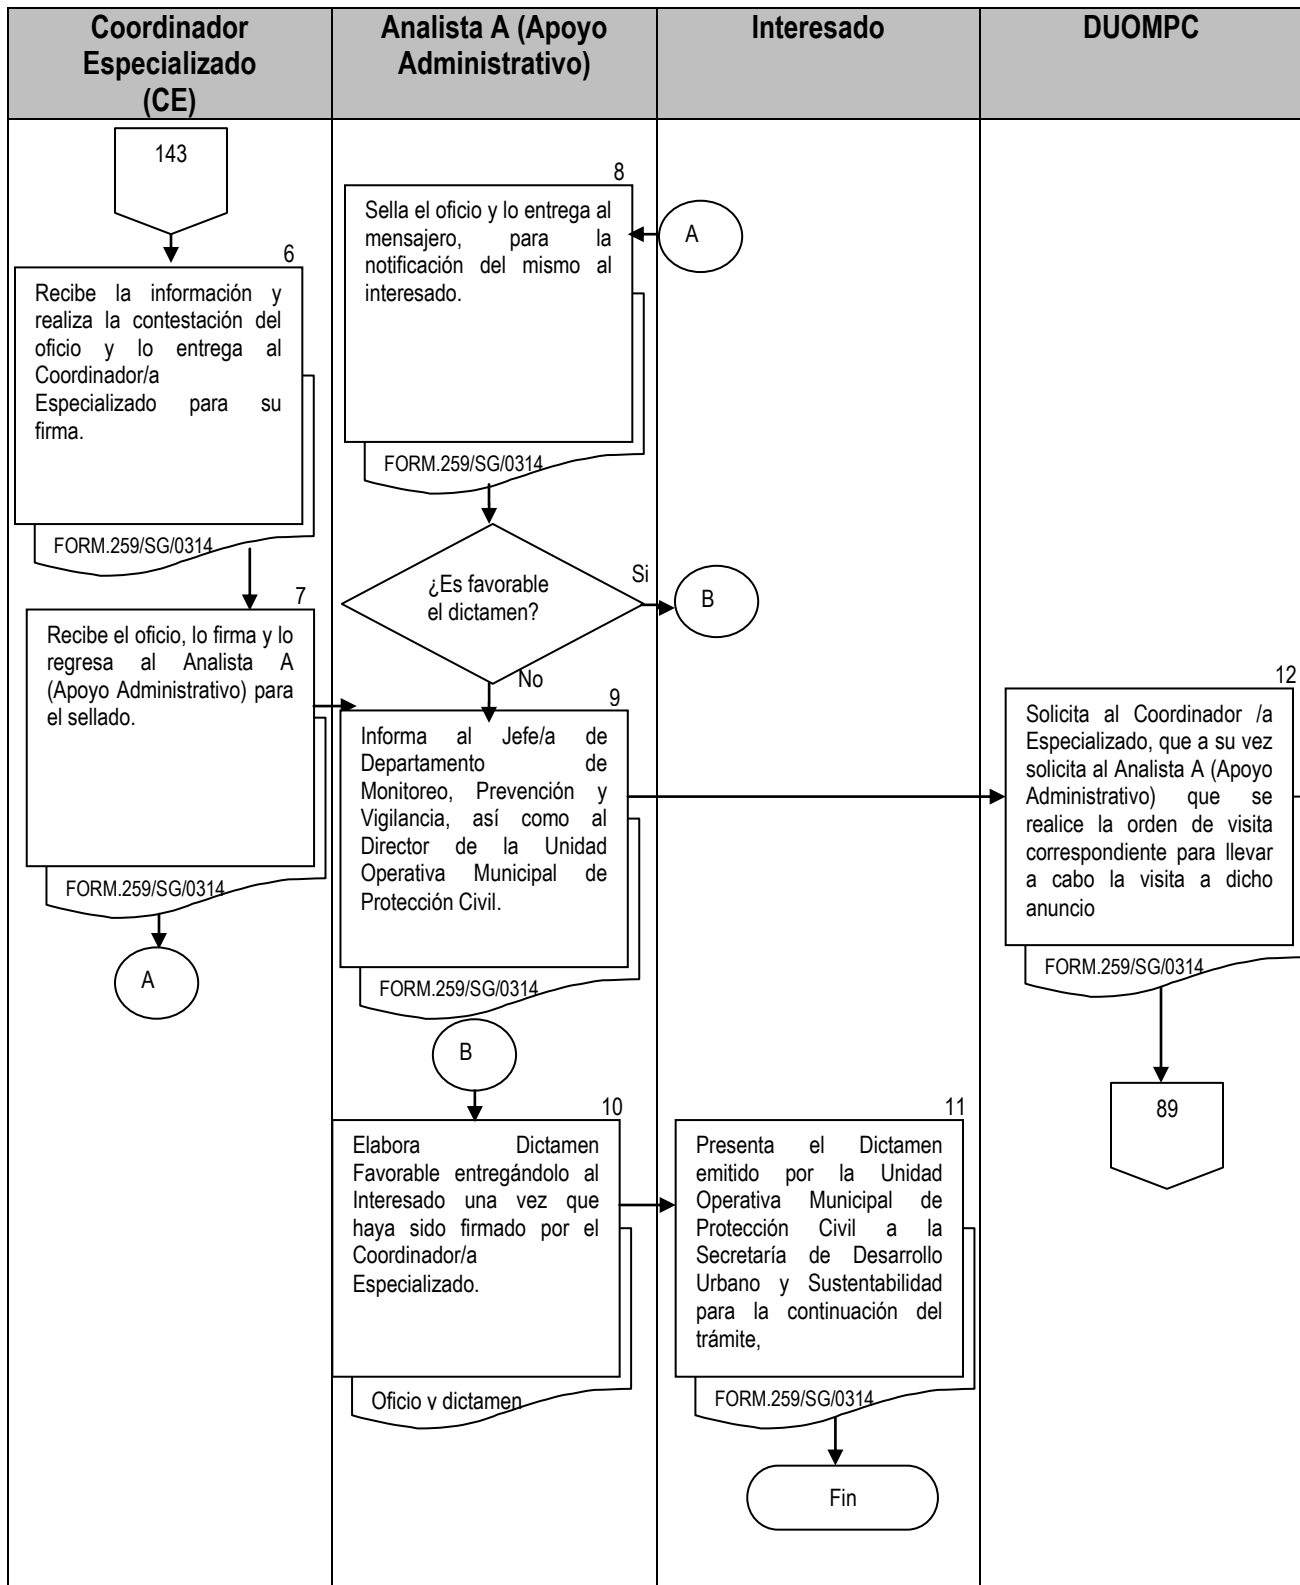 Coordinador
Especializado
(CE)
Analista A (Apoyo
Administrativo)
Interesado
DUOMPC
143
6
Recibe la información y
realiza la contestación del
oficio y lo entrega al
Coordinador/a
Especializado para su
firma.
FORM.259/SG/0314
7
Recibe el oficio, lo firma y lo
regresa al Analista A
(Apoyo Administrativo) para
el sellado.
FORM.259/SG/0314
A
8
Sella el oficio y lo entrega al
mensajero, para la
notificación del mismo al
interesado.
FORM.259/SG/0314
A
¿Es favorable
el dictamen?
Si
B
No
9
Informa al Jefe/a de
Departamento de
Monitoreo, Prevención y
Vigilancia, así como al
Director de la Unidad
Operativa Municipal de
Protección Civil.
FORM.259/SG/0314
B
10
Elabora Dictamen
Favorable entregándolo al
Interesado una vez que
haya sido firmado por el
Coordinador/a
Especializado.
Oficio y dictamen
11
Presenta el Dictamen
emitido por la Unidad
Operativa Municipal de
Protección Civil a la
Secretaría de Desarrollo
Urbano y Sustentabilidad
para la continuación del
trámite,
FORM.259/SG/0314
Fin
12
Solicita al Coordinador /a
Especializado, que a su vez
solicita al Analista A (Apoyo
Administrativo) que se
realice la orden de visita
correspondiente para llevar
a cabo la visita a dicho
anuncio
FORM.259/SG/0314
89